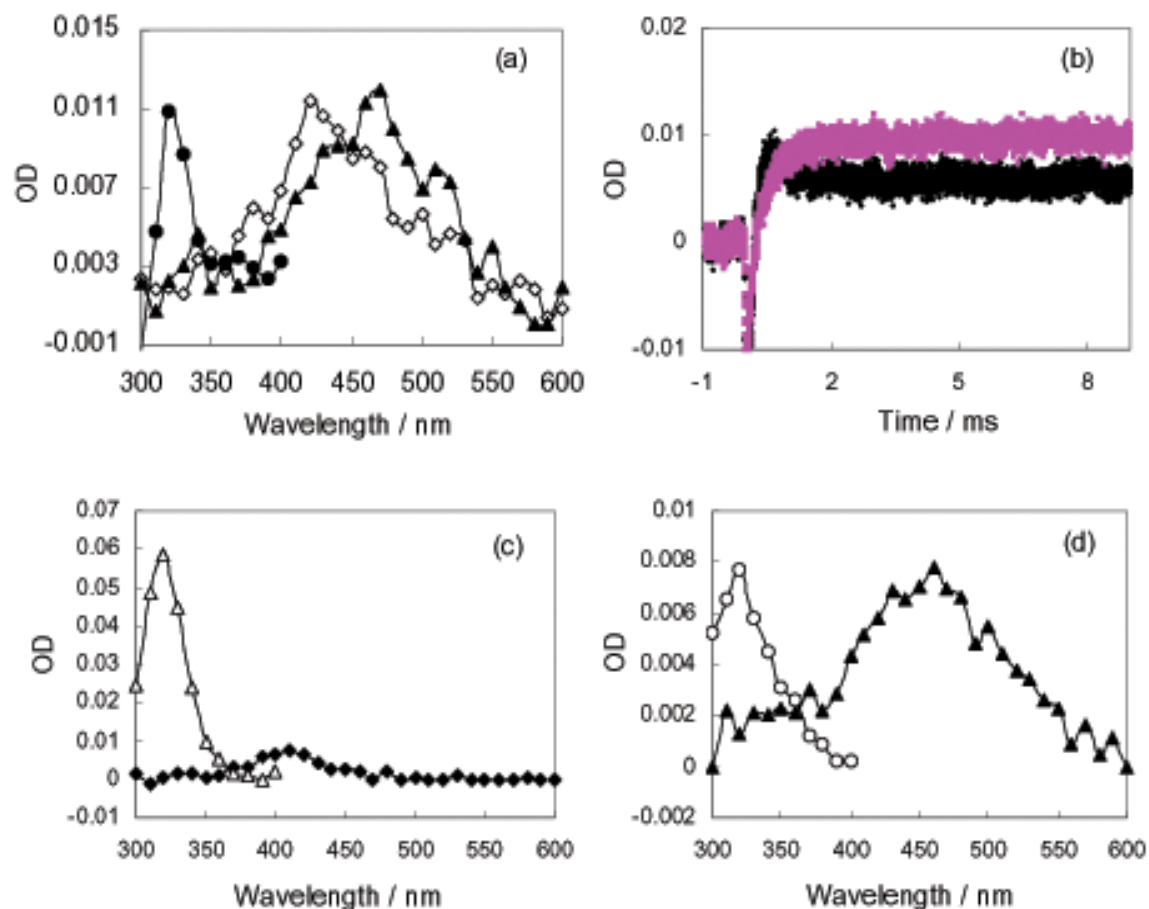 0.015
0.011
0.007
0.003
-0.001
OD
(a)
300 350 400 450 500 550 600
Wavelength / nm
0.02
0.01
0
-0.01
OD
(b)
-1 2 5 8
Time / ms
0.07
0.06
0.05
0.04
0.03
0.02
0.01
0
-0.01
OD
(c)
300 350 400 450 500 550 600
Wavelength / nm
0.01
0.008
0.006
0.004
0.002
0
-0.002
OD
(d)
300 350 400 450 500 550 600
Wavelength / nm